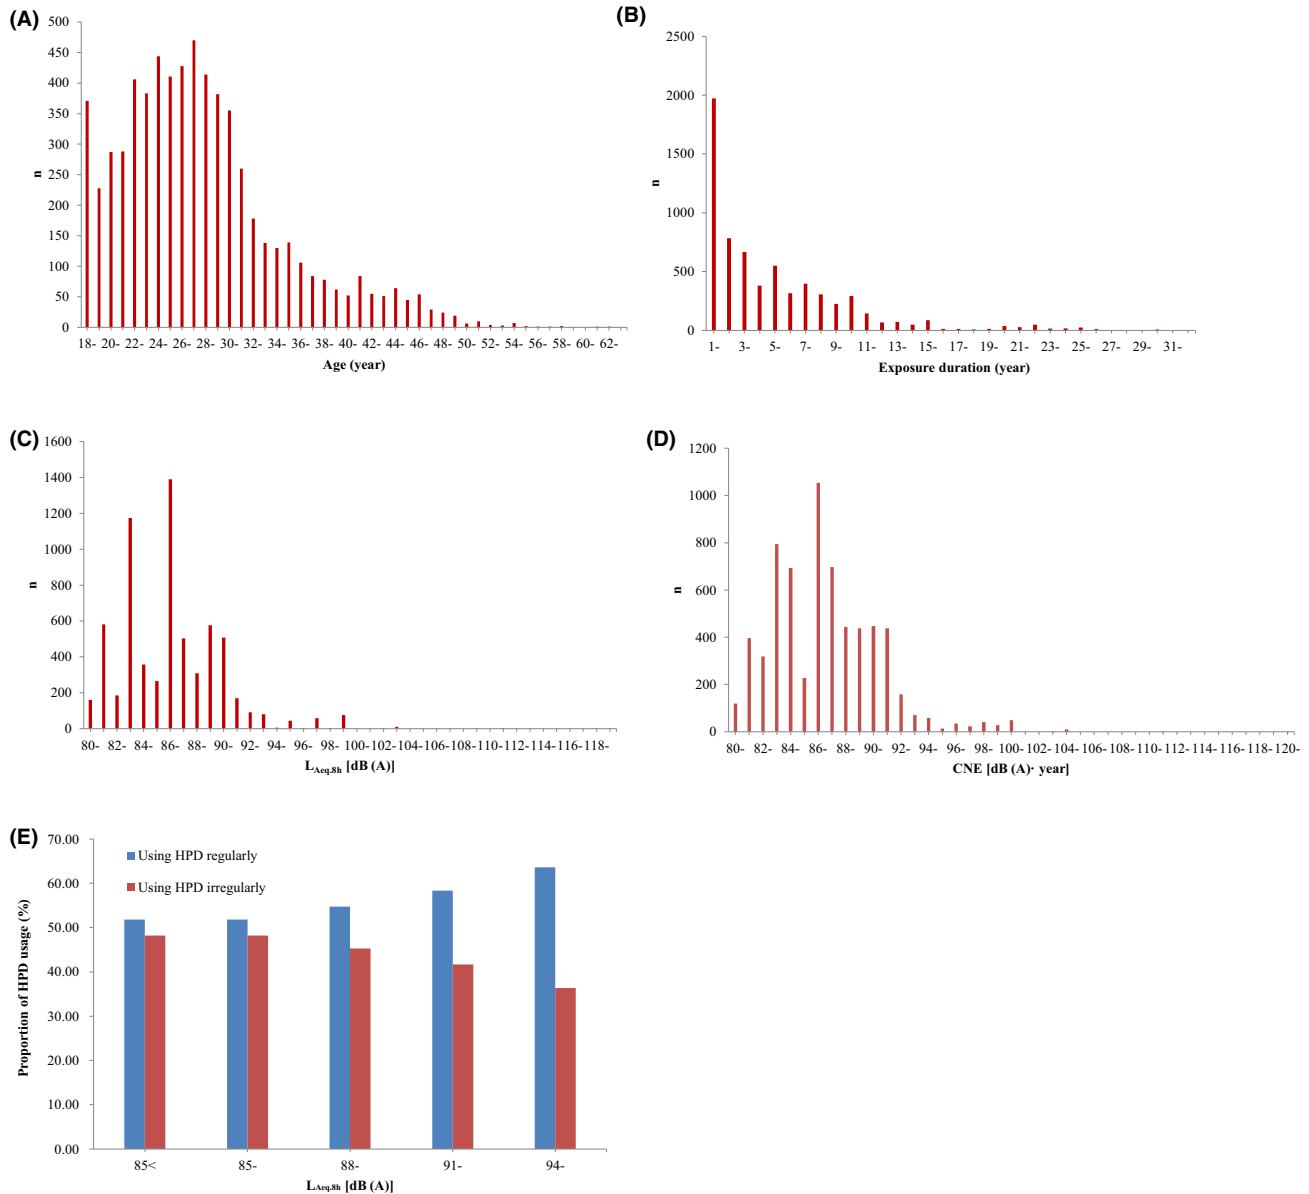 (A)
500
450
400
350
300
250
200
150
100
50
0
n
18- 20- 22- 24- 26- 28- 30- 32- 34- 36- 38- 40- 42- 44- 46- 48- 50- 52- 54- 56- 58- 60- 62-
Age (year)
(B)
2500
2000
1500
1000
500
0
n
1- 3- 5- 7- 9- 11- 13- 15- 17- 19- 21- 23- 25- 27- 29- 31-
Exposure duration (year)
(C)
1600
1400
1200
1000
800
600
400
200
0
n
80- 82- 84- 86- 88- 90- 92- 94- 96- 98- 100- 102- 104- 106- 108- 110- 112- 114- 116- 118-
LAeq.8h [dB (A)]
(D)
1200
1000
800
600
400
200
0
n
80- 82- 84- 86- 88- 90- 92- 94- 96- 98- 100- 102- 104- 106- 108- 110- 112- 114- 116- 118- 120-
CNE [dB (A)· year]
(E)
70.00
60.00
50.00
40.00
30.00
20.00
10.00
0.00
Proportion of HPD usage (%)
Using HPD regularly
Using HPD irregularly
85< 85- 88- 91- 94-
LAeq.8h [dB (A)]